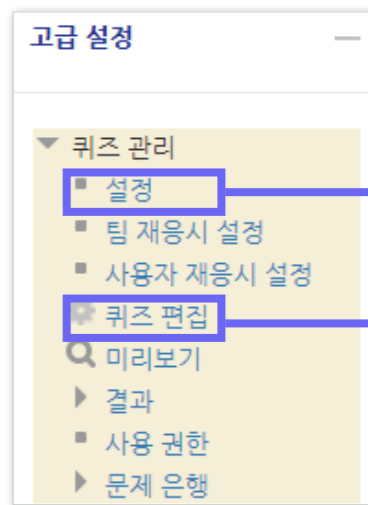 고급 설정
퀴즈 관리
설정
팀 재응시 설정
사용자 재응시 설정
퀴즈 편집
미리보기
결과
사용 권한
문제 은행